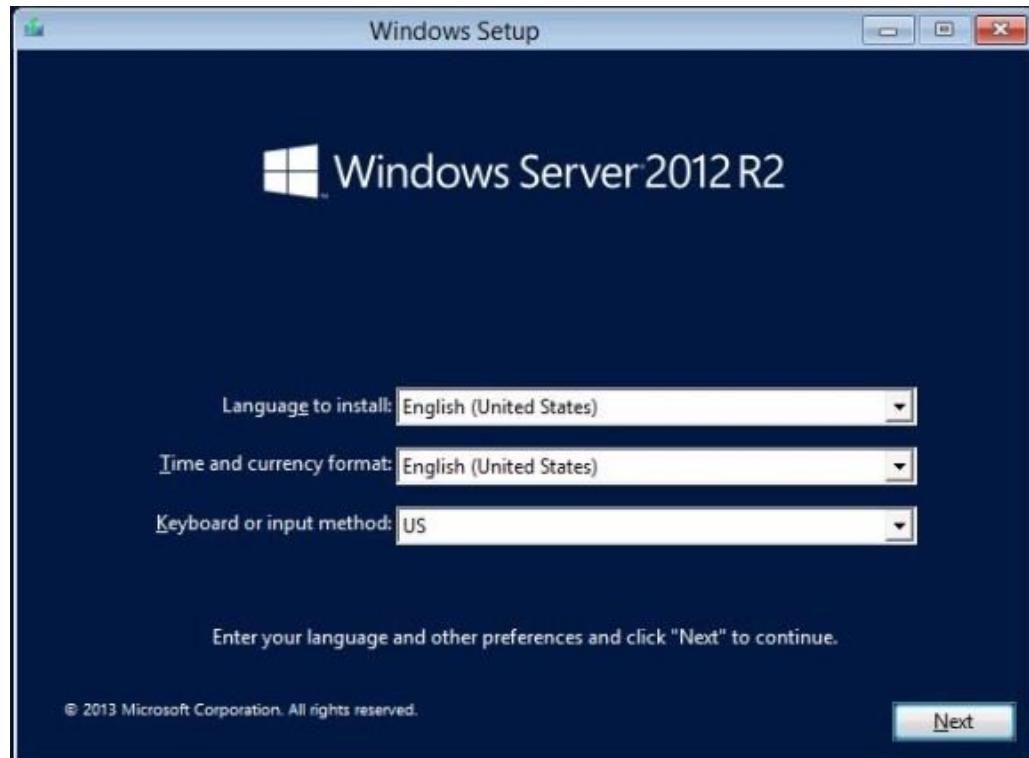 Windows Setup
Windows Server 2012 R2
Language to install: English (United States)
Time and currency format: English (United States)
Keyboard or input method: US
Enter your language and other preferences and click "Next" to continue.
© 2013 Microsoft Corporation. All rights reserved.
Next